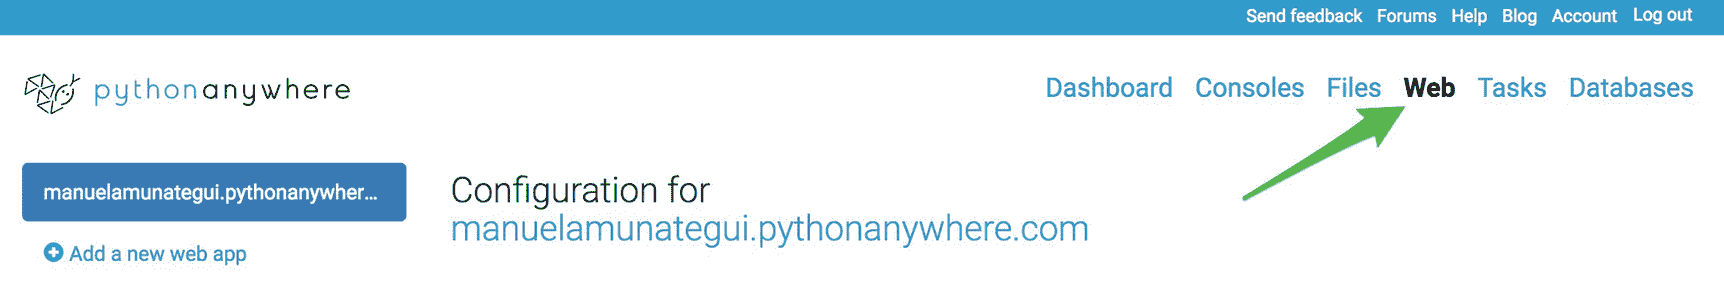 Send feedback Forums Help Blog Account Log out
pythonanywhere
Dashboard Consoles Files Web Tasks Databases
manuelamunategui.pythonanywher...
Add a new web app
Configuration for
manuelamunategui.pythonanywhere.com